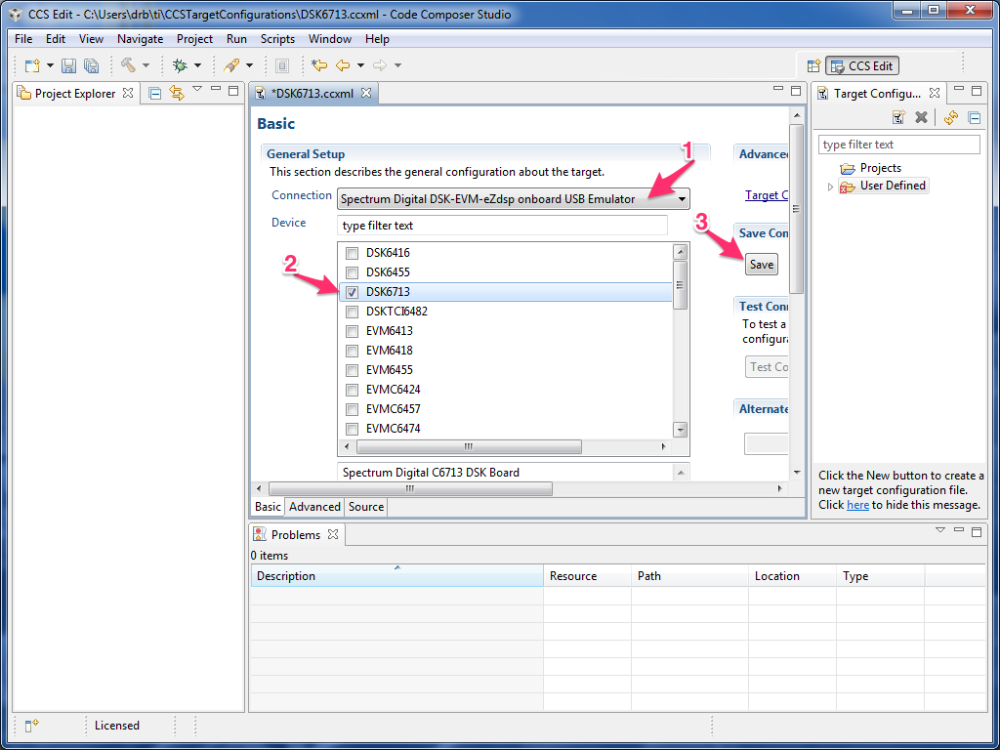 CCS Edit - C:\Users\drb\ti\CCSTargetConfigurations\DSK6713.ccxml - Code Composer Studio
File Edit View Navigate Project Run Scripts Window Help
CCS Edit
Project Explorer
*DSK6713.ccxml
Target Configu...
Basic
General Setup
This section describes the general configuration about the target.
Connection Spectrum Digital DSK-EVM-eZdsp onboard USB Emulator
1
Device type filter text
2
DSK6416
DSK6455
DSK6713
DSKTCI6482
EVM6413
EVM6418
EVM6455
EVMC6424
EVMC6457
EVMC6474
Spectrum Digital C6713 DSK Board
Advanced
Target C
3
Save Con
Save
Test Conn
To test a
configura
Test Co
Alternate
Basic Advanced Source
type filter text
Projects
User Defined
Click the New button to create a
new target configuration file.
Click here to hide this message.
Problems
0 items
Description Resource Path Location Type
Licensed